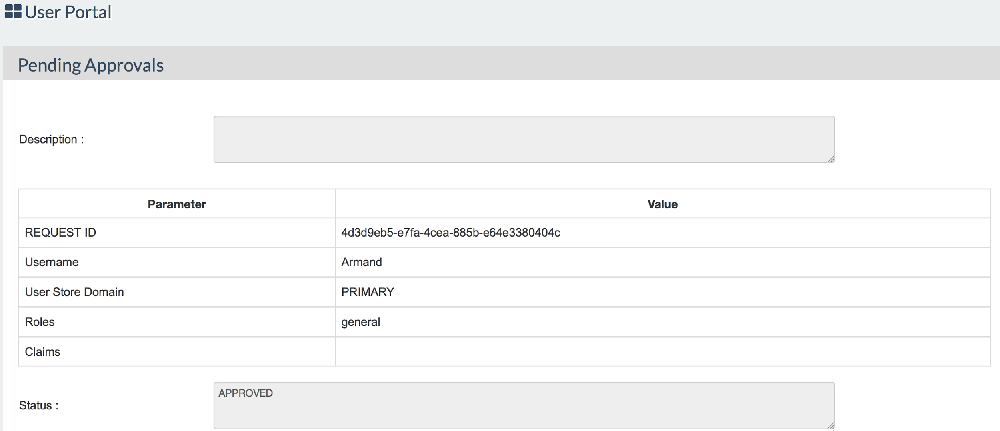 User Portal
Pending Approvals
Description :
Parameter Value
REQUEST ID 4d3d9eb5-e7fa-4cea-885b-e64e3380404c
Username Armand
User Store Domain PRIMARY
Roles general
Claims
APPROVED
Status :